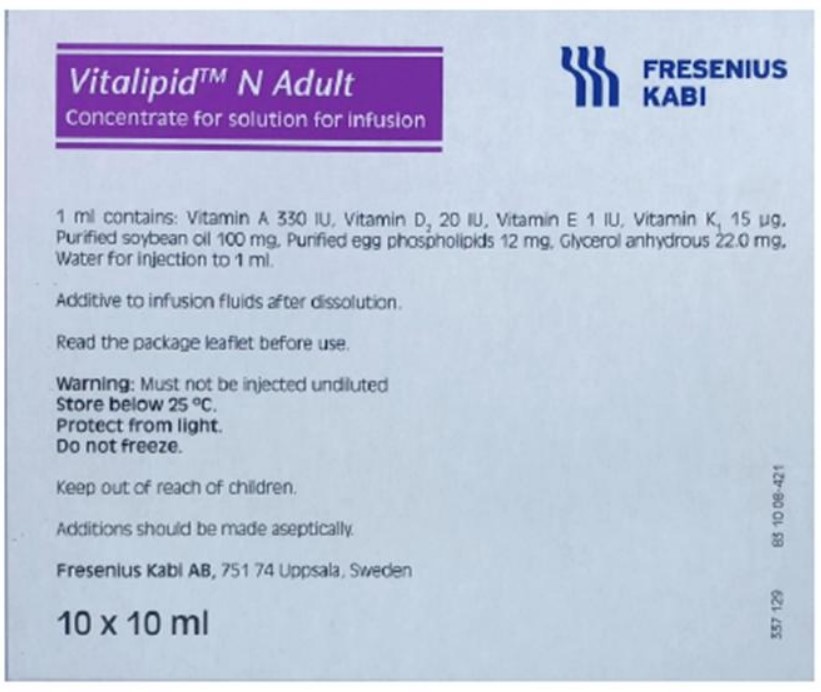 Vitalipid™ N Adult
Concentrate for solution for infusion
FRESENIUS
KABI
1 ml contains: Vitamin A 330 IU, Vitamin D₂ 20 IU, Vitamin E 1 IU, Vitamin K₁ 15 µg,
Purified soybean oil 100 mg, Purified egg phospholipids 12 mg, Glycerol anhydrous 22.0 mg,
Water for injection to 1 ml.
Additive to infusion fluids after dissolution.
Read the package leaflet before use.
Warning: Must not be injected undiluted
Store below 25 ºC.
Protect from light.
Do not freeze.
Keep out of reach of children.
Additions should be made aseptically.
Fresenius Kabi AB, 751 74 Uppsala, Sweden
10 x 10 ml
337 129 83 10 08-421